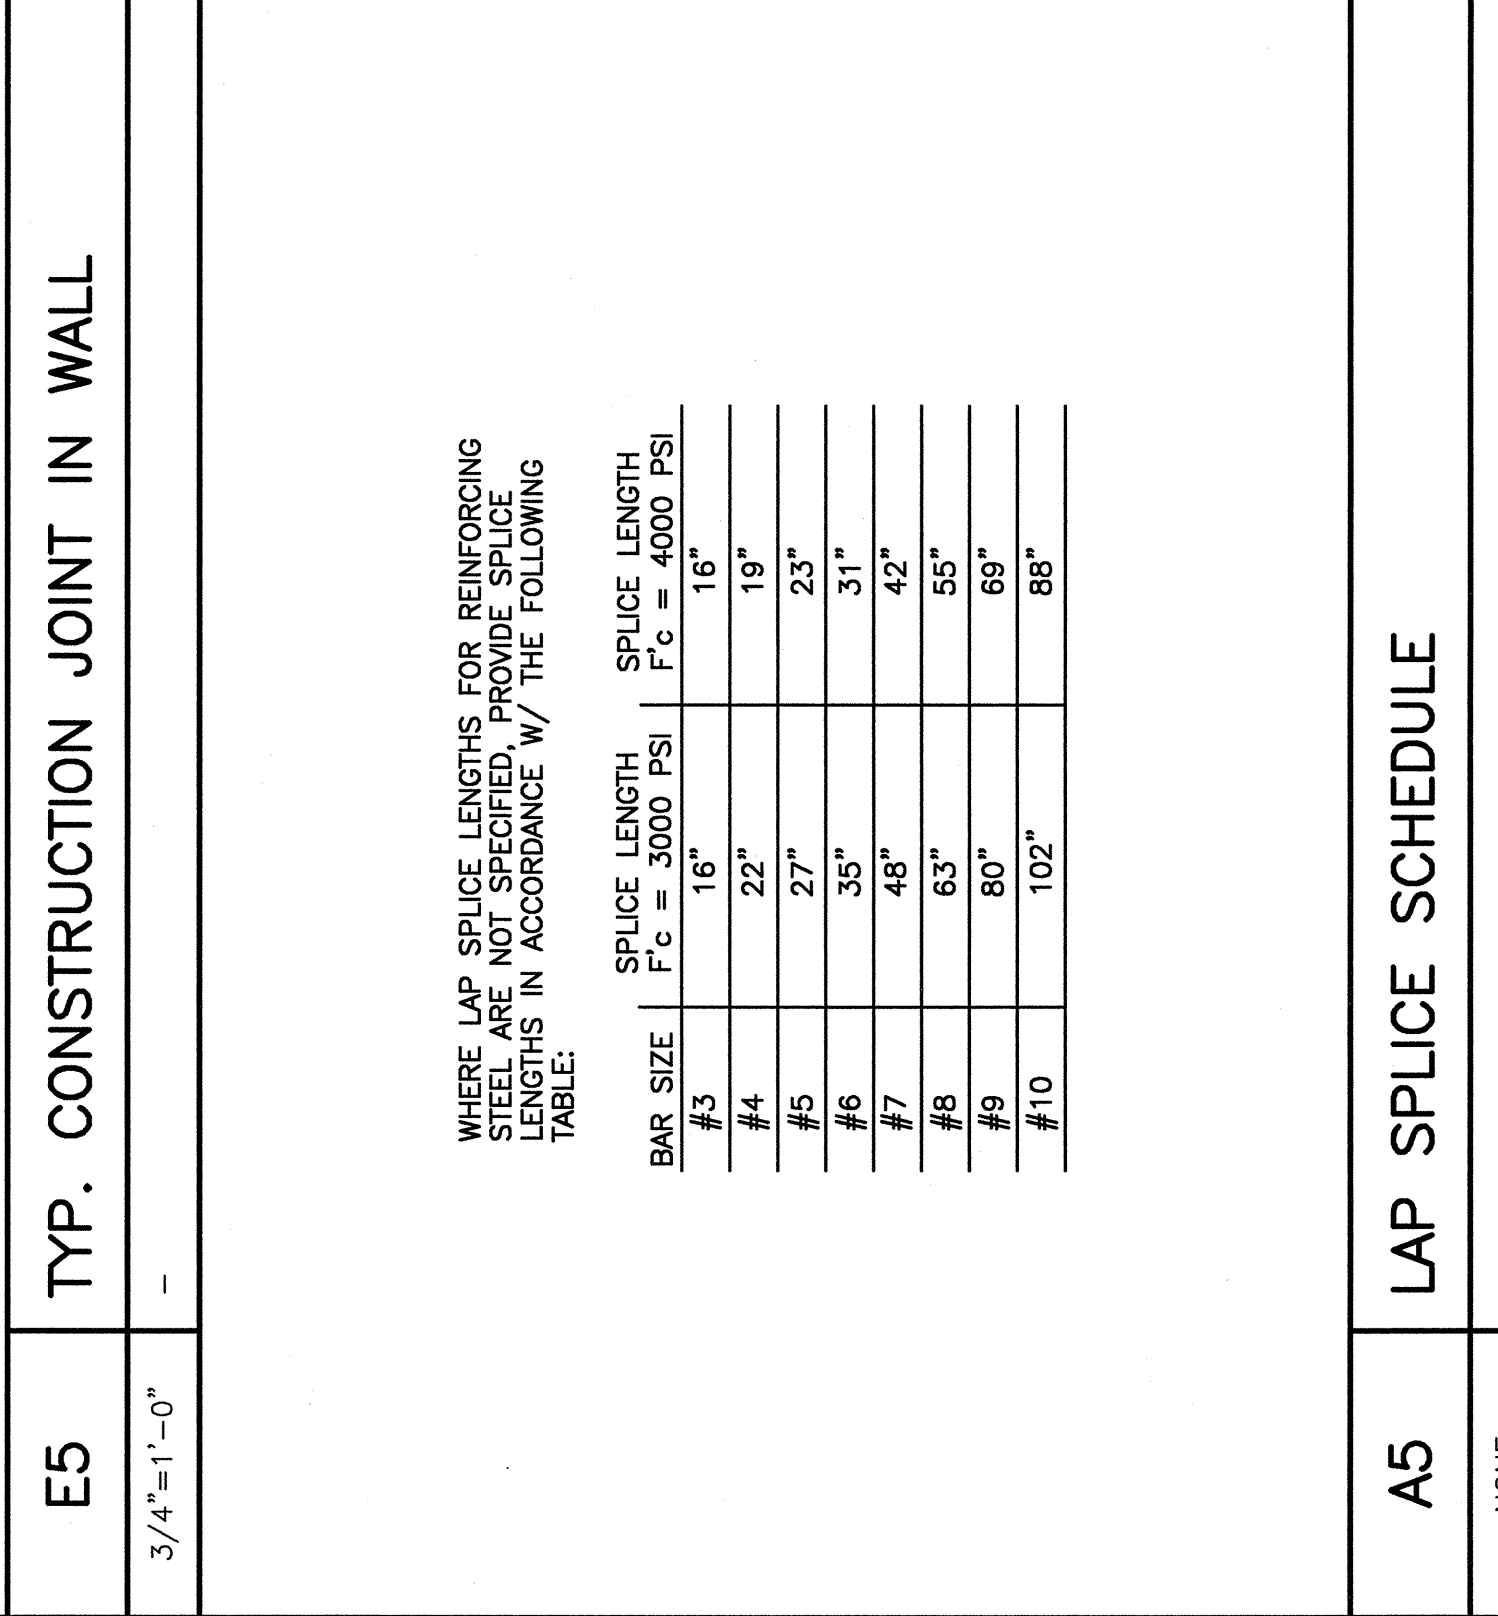 E5 TYP. CONSTRUCTION JOINT IN WALL
3/4"=1'-0" –
WHERE LAP SPLICE LENGTHS FOR REINFORCING
STEEL ARE NOT SPECIFIED, PROVIDE SPLICE
LENGTHS IN ACCORDANCE W/ THE FOLLOWING
TABLE:
SPLICE LENGTH SPLICE LENGTH
BAR SIZE F'c = 3000 PSI F'c = 4000 PSI
#3 16" 16"
#4 22" 19"
#5 27" 23"
#6 35" 31"
#7 48" 42"
#8 63" 55"
#9 80" 69"
#10 102" 88"
A5 LAP SPLICE SCHEDULE